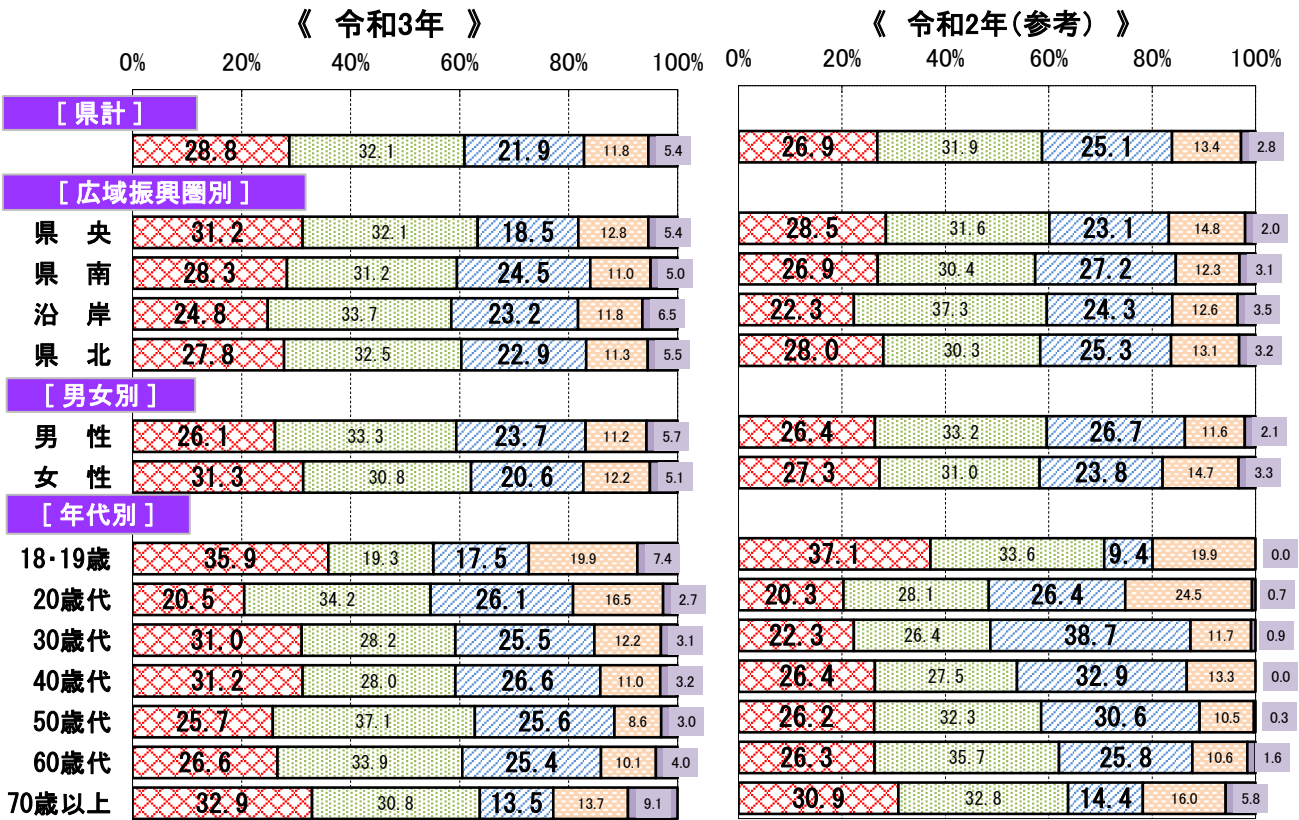 《 令和3年 》
《 令和2年(参考) 》
0% 20% 40% 60% 80% 100%
0% 20% 40% 60% 80% 100%
[ 県計 ]
28.8 32.1 21.9 11.8 5.4
26.9 31.9 25.1 13.4 2.8
[ 広域振興圏別 ]
県 央 31.2 32.1 18.5 12.8 5.4
28.5 31.6 23.1 14.8 2.0
県 南 28.3 31.2 24.5 11.0 5.0
26.9 30.4 27.2 12.3 3.1
沿 岸 24.8 33.7 23.2 11.8 6.5
22.3 37.3 24.3 12.6 3.5
県 北 27.8 32.5 22.9 11.3 5.5
28.0 30.3 25.3 13.1 3.2
[ 男女別 ]
男 性 26.1 33.3 23.7 11.2 5.7
26.4 33.2 26.7 11.6 2.1
女 性 31.3 30.8 20.6 12.2 5.1
27.3 31.0 23.8 14.7 3.3
[ 年代別 ]
18・19歳 35.9 19.3 17.5 19.9 7.4
37.1 33.6 9.4 19.9 0.0
20歳代 20.5 34.2 26.1 16.5 2.7
20.3 28.1 26.4 24.5 0.7
30歳代 31.0 28.2 25.5 12.2 3.1
22.3 26.4 38.7 11.7 0.9
40歳代 31.2 28.0 26.6 11.0 3.2
26.4 27.5 32.9 13.3 0.0
50歳代 25.7 37.1 25.6 8.6 3.0
26.2 32.3 30.6 10.5 0.3
60歳代 26.6 33.9 25.4 10.1 4.0
26.3 35.7 25.8 10.6 1.6
70歳以上 32.9 30.8 13.5 13.7 9.1
30.9 32.8 14.4 16.0 5.8